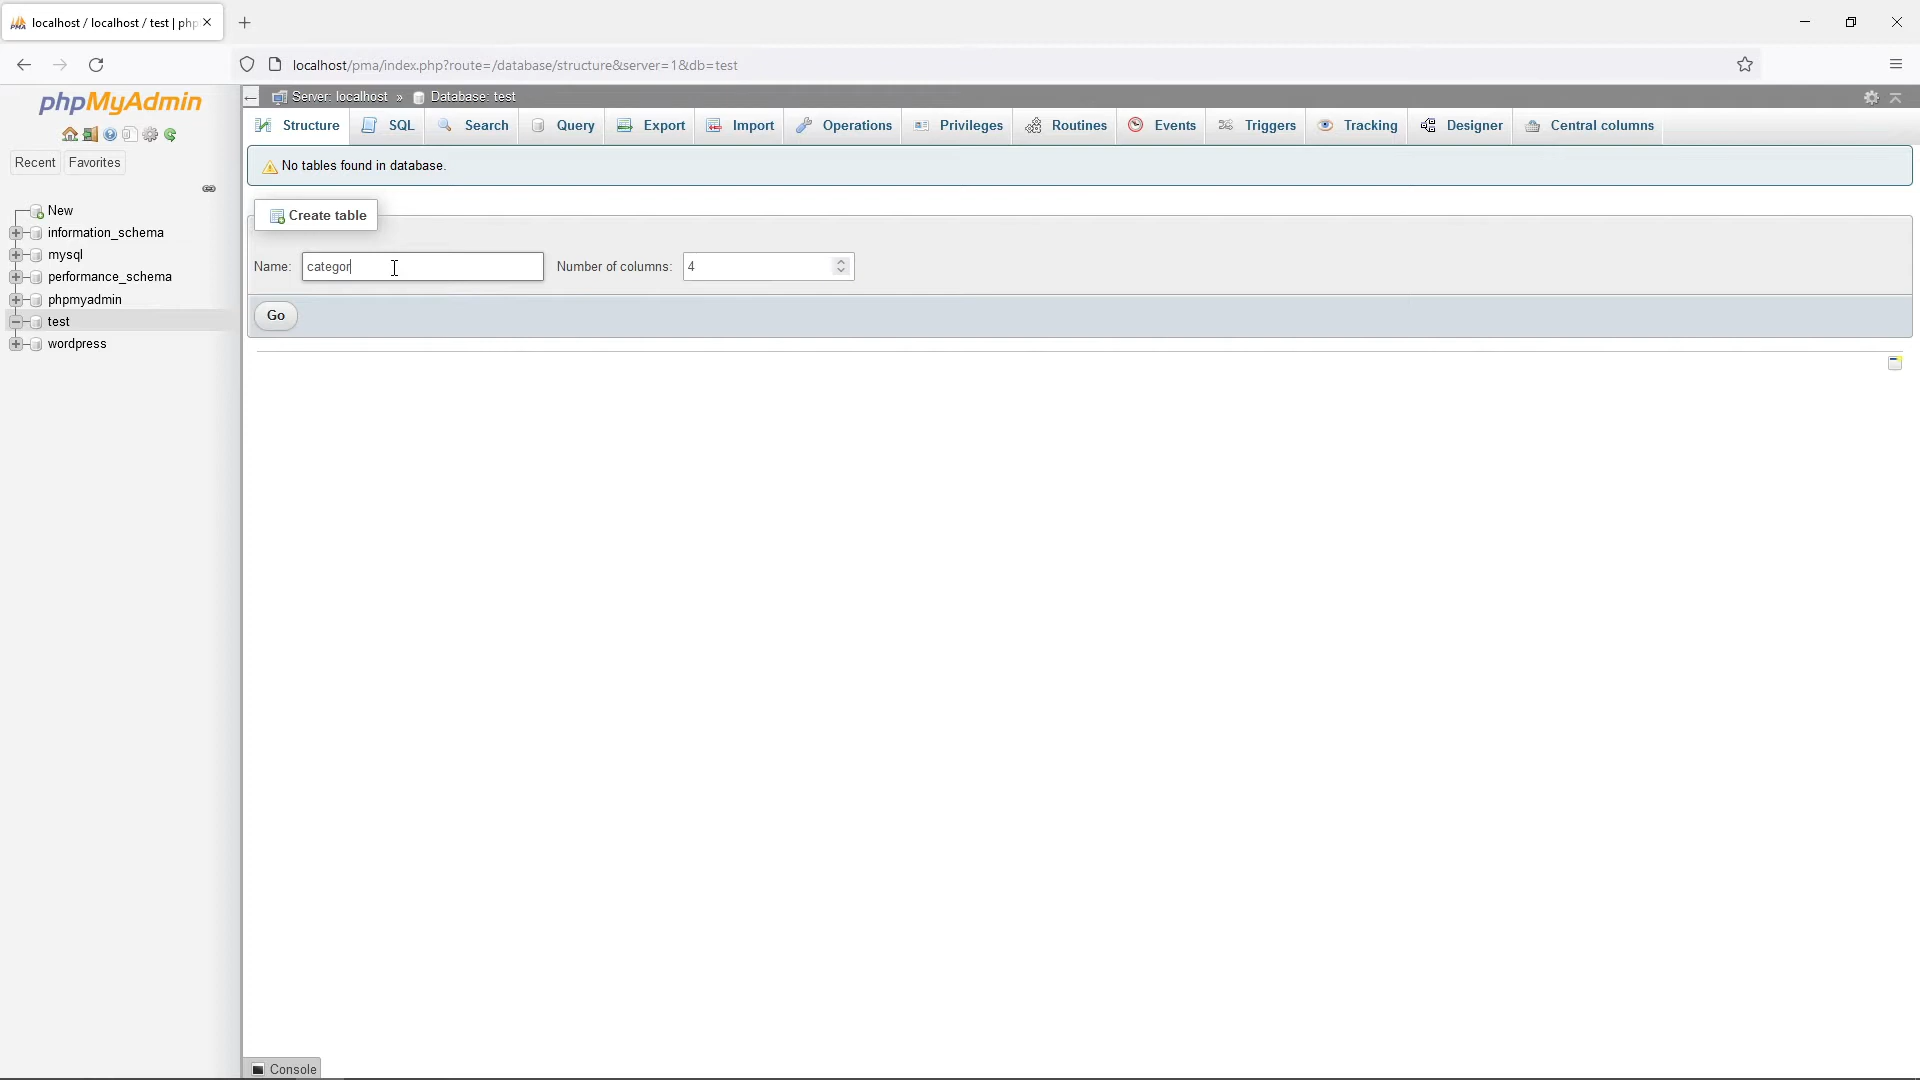 localhost / localhost / test | php
localhost/pma/index.php?route=/database/structure&server=1&db=test
phpMyAdmin
Recent Favorites
New
information_schema
mysql
performance_schema
phpmyadmin
test
wordpress
Server: localhost » Database: test
Structure SQL Search Query Export Import Operations Privileges Routines Events Triggers Tracking Designer Central columns
No tables found in database.
Create table
Name: categor Number of columns: 4
Go
Console